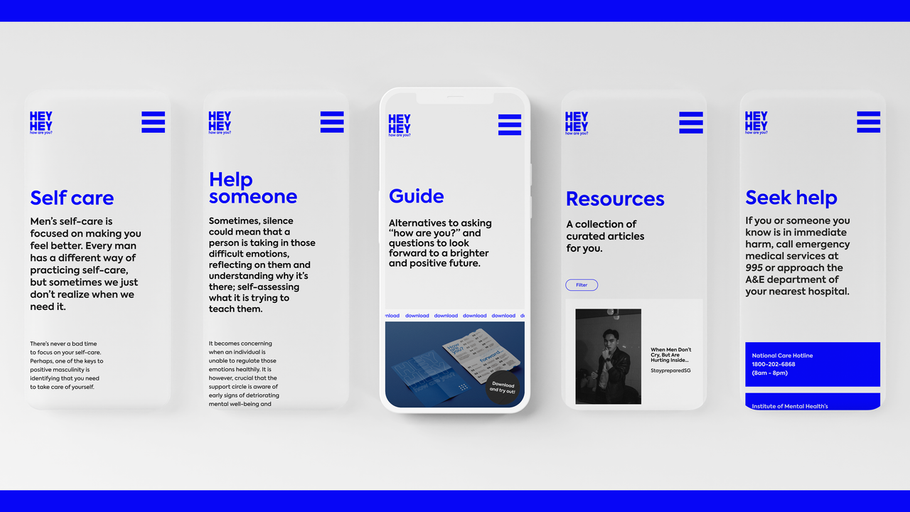 HEY
HEY
how are you?
Self care
Men's self-care is
focused on making you
feel better. Every man
has a different way of
practicing self-care,
but sometimes we just
don't realize when we
need it.
There's never a bad time
to focus on your self-care.
Perhaps, one of the keys to
positive masculinity is
identifying that you need
to take care of yourself.
HEY
HEY
how are you?
Help
someone
Sometimes, silence
could mean that a
person is taking in those
difficult emotions,
reflecting on them and
understanding why it's
there; self-assessing
what it is trying to
teach them.
It becomes concerning
when an individual is
unable to regulate those
emotions healthily. It is
however, crucial that the
support circle is aware of
early signs of detriorating
mental well-being and
HEY
HEY
how are you?
Guide
Alternatives to asking
"how are you?" and
questions to look
forward to a brighter
and positive future.
nload download download download download d
forward...
Download
and try out!
HEY
HEY
how are you?
Resources
A collection of
curated articles
for you.
Filter
When Men Don't
Cry, But Are
Hurting Inside...
StaypreparedSG
HEY
HEY
how are you?
Seek help
If you or someone you
know is in immediate
harm, call emergency
medical services at
995 or approach the
A&E department of
your nearest hospital.
National Care Hotline
1800-202-6868
(8am - 8pm)
Institute of Mental Health's